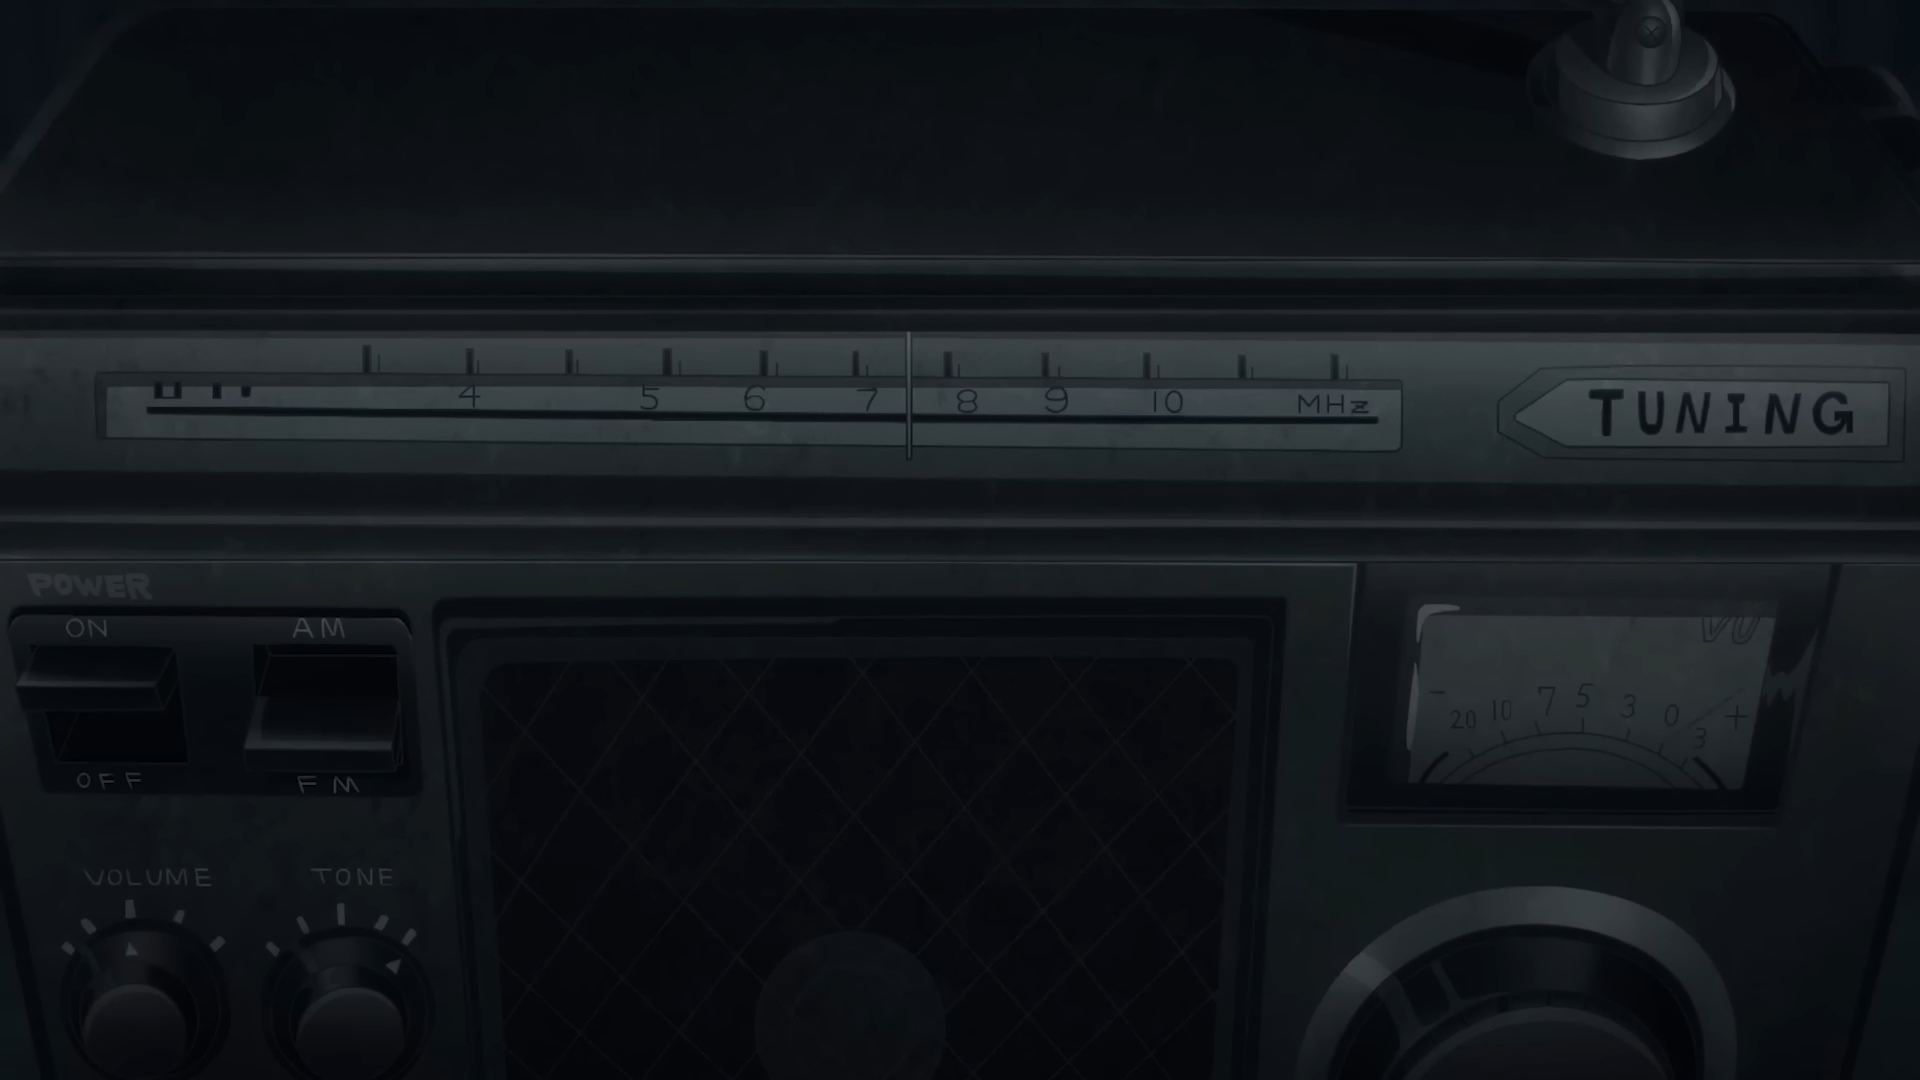 4 5 6 7 8 9 10 MHz
TUNING
POWER
ON
AM
OFF
FM
VU
- 20 10 7 5 3 0 3 +
VOLUME
TONE